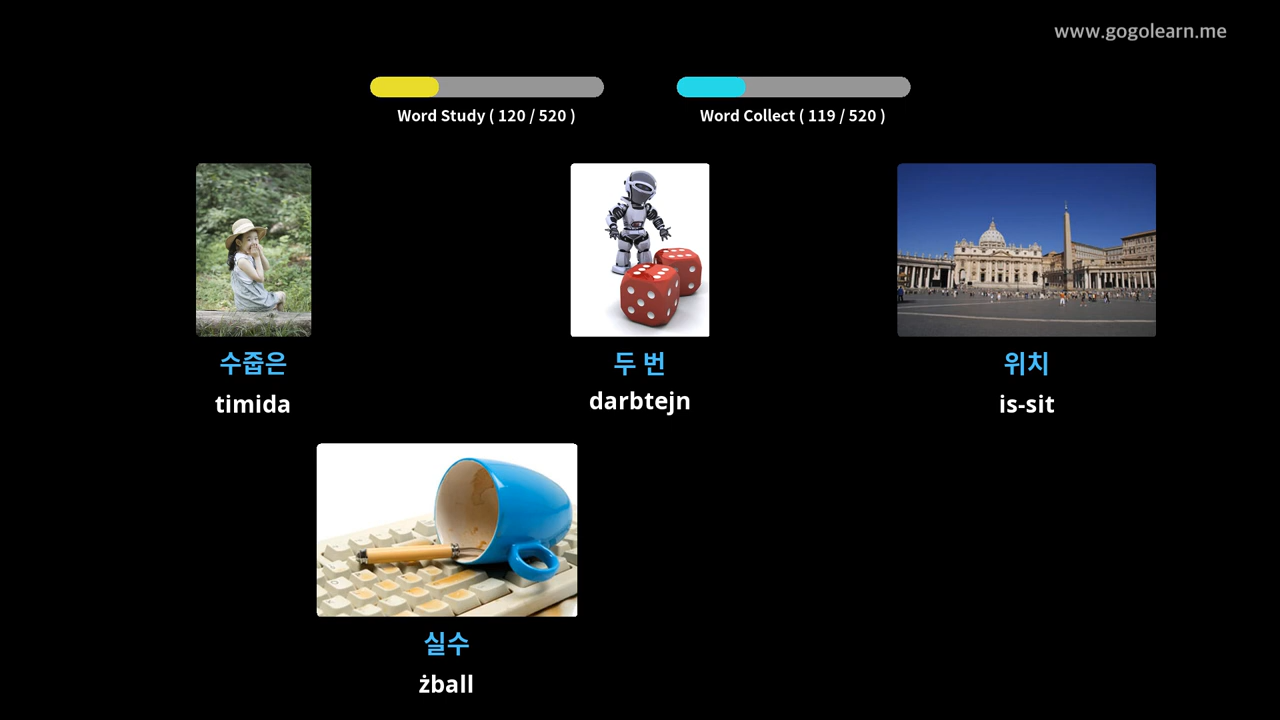 www.gogolearn.me
Word Study ( 120 / 520 )
Word Collect ( 119 / 520 )
수줍은
timida
두 번
darbtejn
위치
is-sit
실수
żball